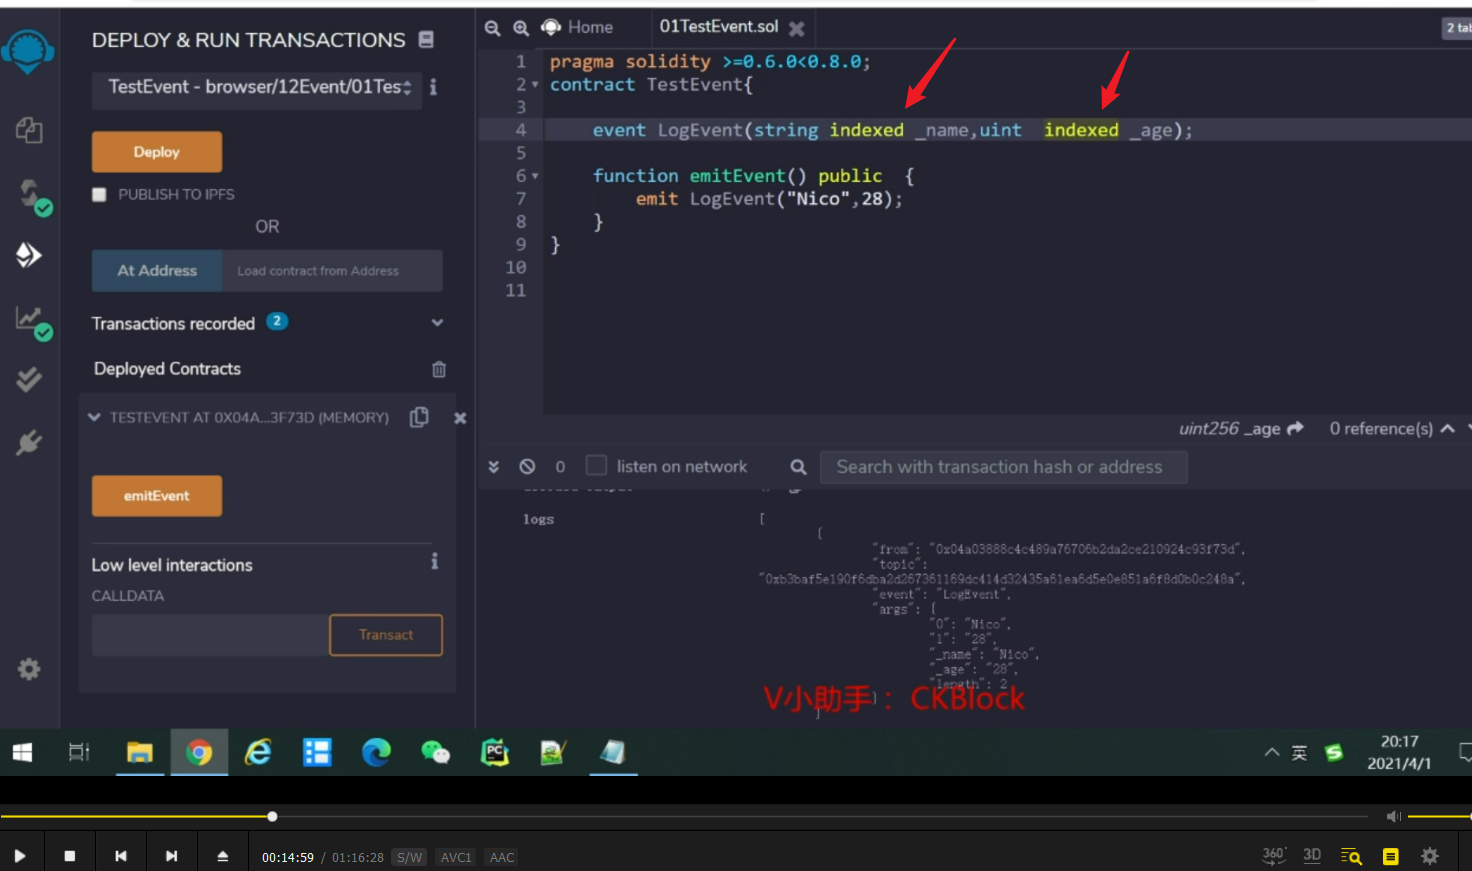 DEPLOY & RUN TRANSACTIONS
TestEvent - browser/12Event/01Tes
Deploy
PUBLISH TO IPFS
OR
At Address
Load contract from Address
Transactions recorded 2
Deployed Contracts
TESTEVENT AT 0X04A...3F73D (MEMORY)
emitEvent
Low level interactions
CALLDATA
Transact
Home
01TestEvent.sol
2 tab
1 pragma solidity >=0.6.0<0.8.0;
2 contract TestEvent{
3
4 event LogEvent(string indexed _name,uint  indexed _age);
5
6 function emitEvent() public  {
7 emit LogEvent("Nico",28);
8 }
9 }
10
11
uint256 _age
0 reference(s)
0
listen on network
Search with transaction hash or address
logs
[
{
"from": "0x04a03888c4c489a76706b2da2ce210924c93f73d",
"topic":
"0xb3baf5e190f6dba2d267361169dc414d32435a61ea6d5e0e851a6f8d0b0c248a",
"event": "LogEvent",
"args": {
"0": "Nico",
"1": "28",
"_name": "Nico",
"_age": "28",
"length": 2
}
}
V小助手： CKBlock
英
20:17
2021/4/1
00:14:59 / 01:16:28 S/W AVC1 AAC
360°
3D